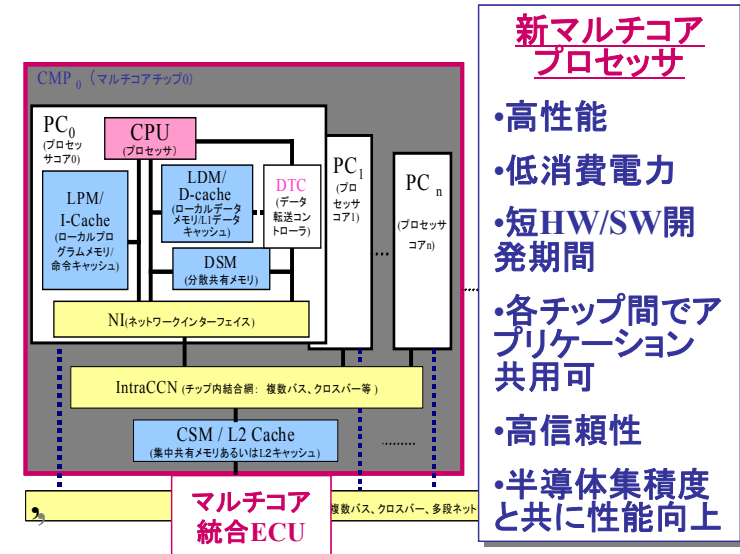 CMP 0 (マルチコアチップ0)
PC0
(プロセッ
サコア0)
CPU
(プロセッサ)
LPM/
I-Cache
(ローカルプロ
グラムメモリ/
命令キャッシュ)
LDM/
D-cache
(ローカルデータ
メモリ/L1データ
キャッシュ)
DTC
(データ
転送コン
トローラ)
DSM
(分散共有メモリ)
NI(ネットワークインターフェイス)
PC1
(プロ
セッサ
コア1)
PC n
(プロセッサ
コアn)
IntraCCN (チップ内結合網: 複数バス、クロスバー等 )
CSM / L2 Cache
(集中共有メモリあるいはL2キャッシュ)
マルチコア
統合ECU
複数バス、クロスバー、多段ネット
新マルチコア
プロセッサ
•高性能
•低消費電力
•短HW/SW開
発期間
•各チップ間でア
プリケーション
共用可
•高信頼性
•半導体集積度
と共に性能向上